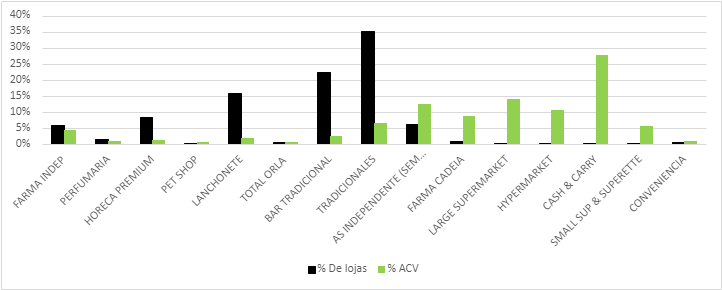 40%
35%
30%
25%
20%
15%
10%
5%
0%
FARMA INDEP
PERFUMARIA
HORECA PREMIUM
PET SHOP
LANCHONETE
TOTAL ORLA
BAR TRADICIONAL
TRADICIONALES
AS INDEPENDENTE (SEM...
FARMA CADEIA
LARGE SUPERMARKET
HYPERMARKET
CASH & CARRY
SMALL SUP & SUPERETTE
CONVENIENCIA
% De lojas
% ACV